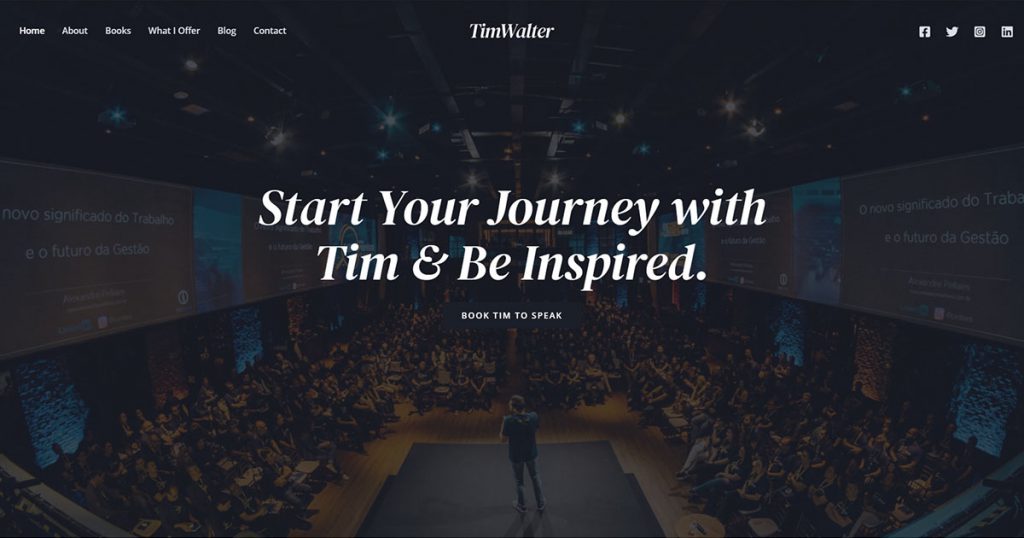 Home About Books What I Offer Blog Contact
TimWalter
Start Your Journey with
Tim & Be Inspired.
BOOK TIM TO SPEAK
novo significado do Trabalho
e o futuro da Gestão
O novo significado do Traba
e o futuro da Gestão